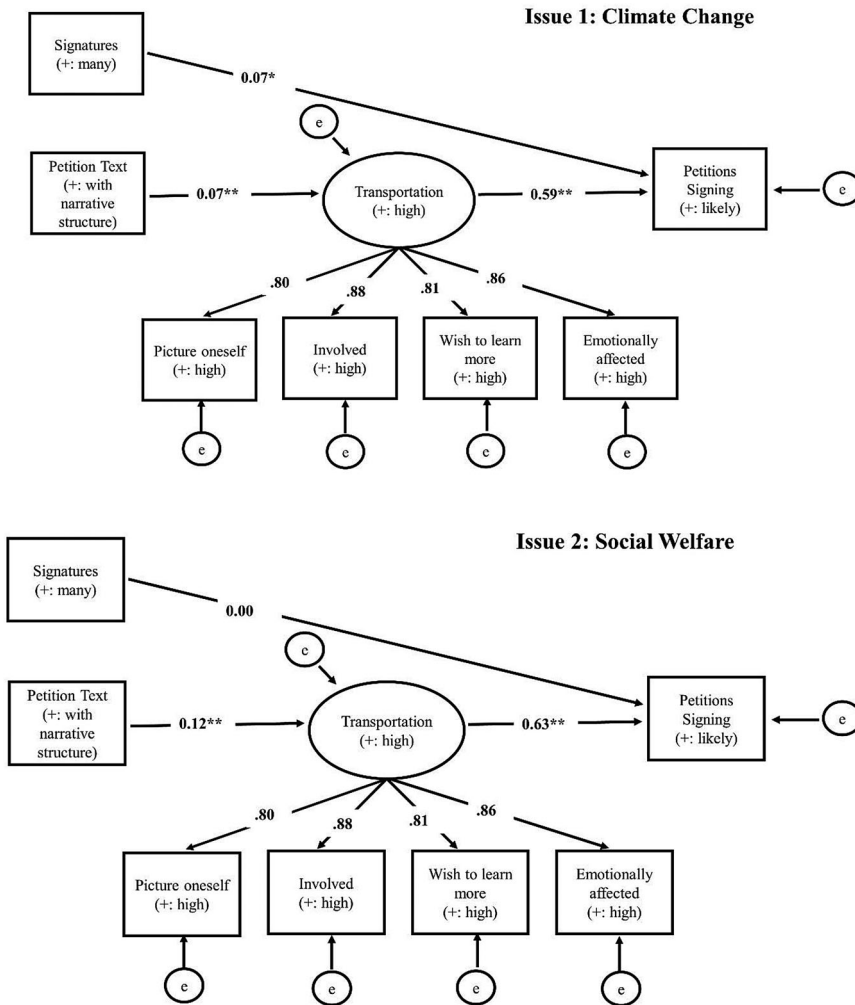 Issue 1: Climate Change
Signatures
(+: many)
0.07*
e
Petition Text
(+: with
narrative
structure)
0.07**
Transportation
(+: high)
0.59**
Petitions
Signing
(+: likely)
e
.80
.88
.81
.86
Picture oneself
(+: high)
Involved
(+: high)
Wish to learn
more
(+: high)
Emotionally
affected
(+: high)
e
e
c
e
Issue 2: Social Welfare
Signatures
(+: many)
0.00
c
Petition Text
(+: with
narrative
structure)
0.12**
Transportation
(+: high)
0.63**
Petitions
Signing
(+: likely)
e
.80
.88
.81
.86
Picture oneself
(+: high)
Involved
(+: high)
Wish to learn
more
(+: high)
Emotionally
affected
(+: high)
e
e
e
e